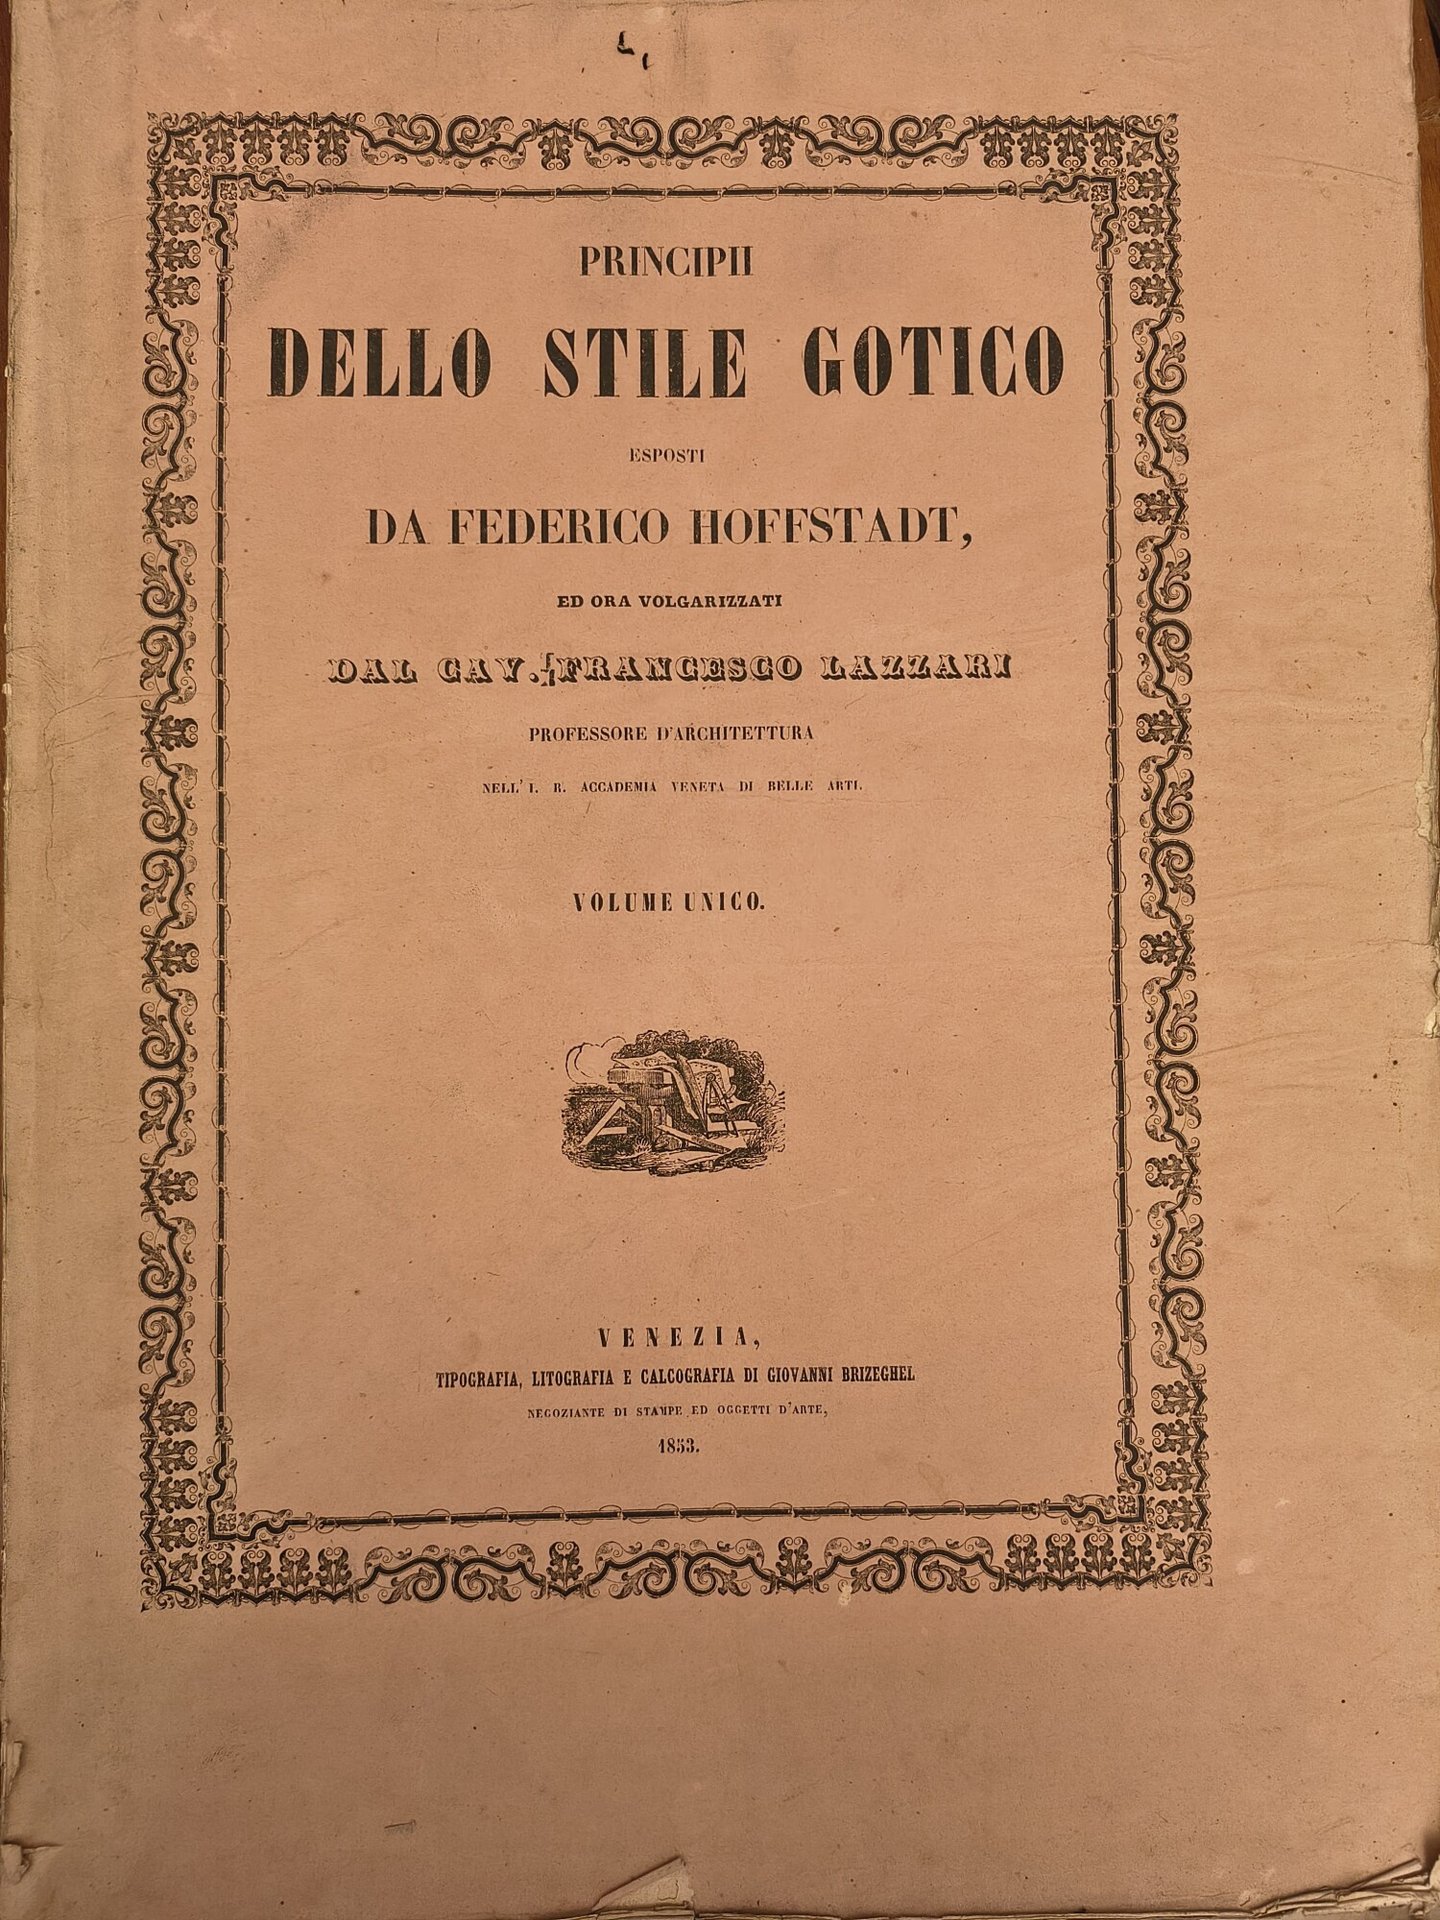 PRINCIPII
DELLO STILE GOTICO
ESPOSTI
DA FEDERICO HOFFSTADT,
ED ORA VOLGARIZZATI
DAL CAV. FRANCESCO LAZZARI
PROFESSORE D'ARCHITETTURA
NELL' I. R. ACCADEMIA VENETA DI BELLE ARTI.
VOLUME UNICO.
VENEZIA,
TIPOGRAFIA, LITOGRAFIA E CALCOGRAFIA DI GIOVANNI BRIZEGHEL
NEGOZIANTE DI STAMPE ED OGGETTI D'ARTE,
1853.